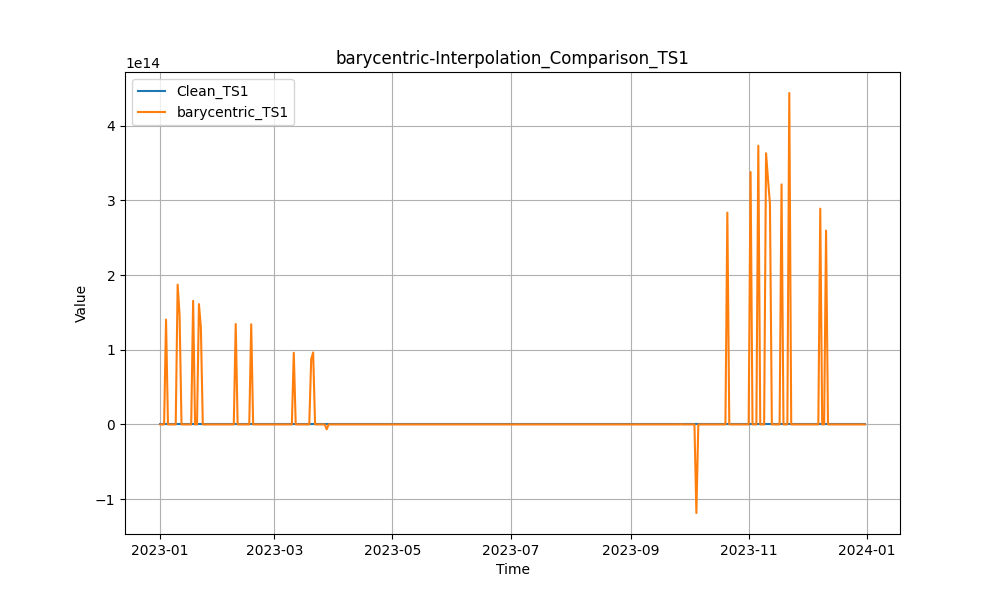 barycentric-Interpolation_Comparison_TS1
1e14
Clean_TS1
barycentric_TS1
4
3
2
1
0
−1
Value
2023-01 2023-03 2023-05 2023-07 2023-09 2023-11 2024-01
Time